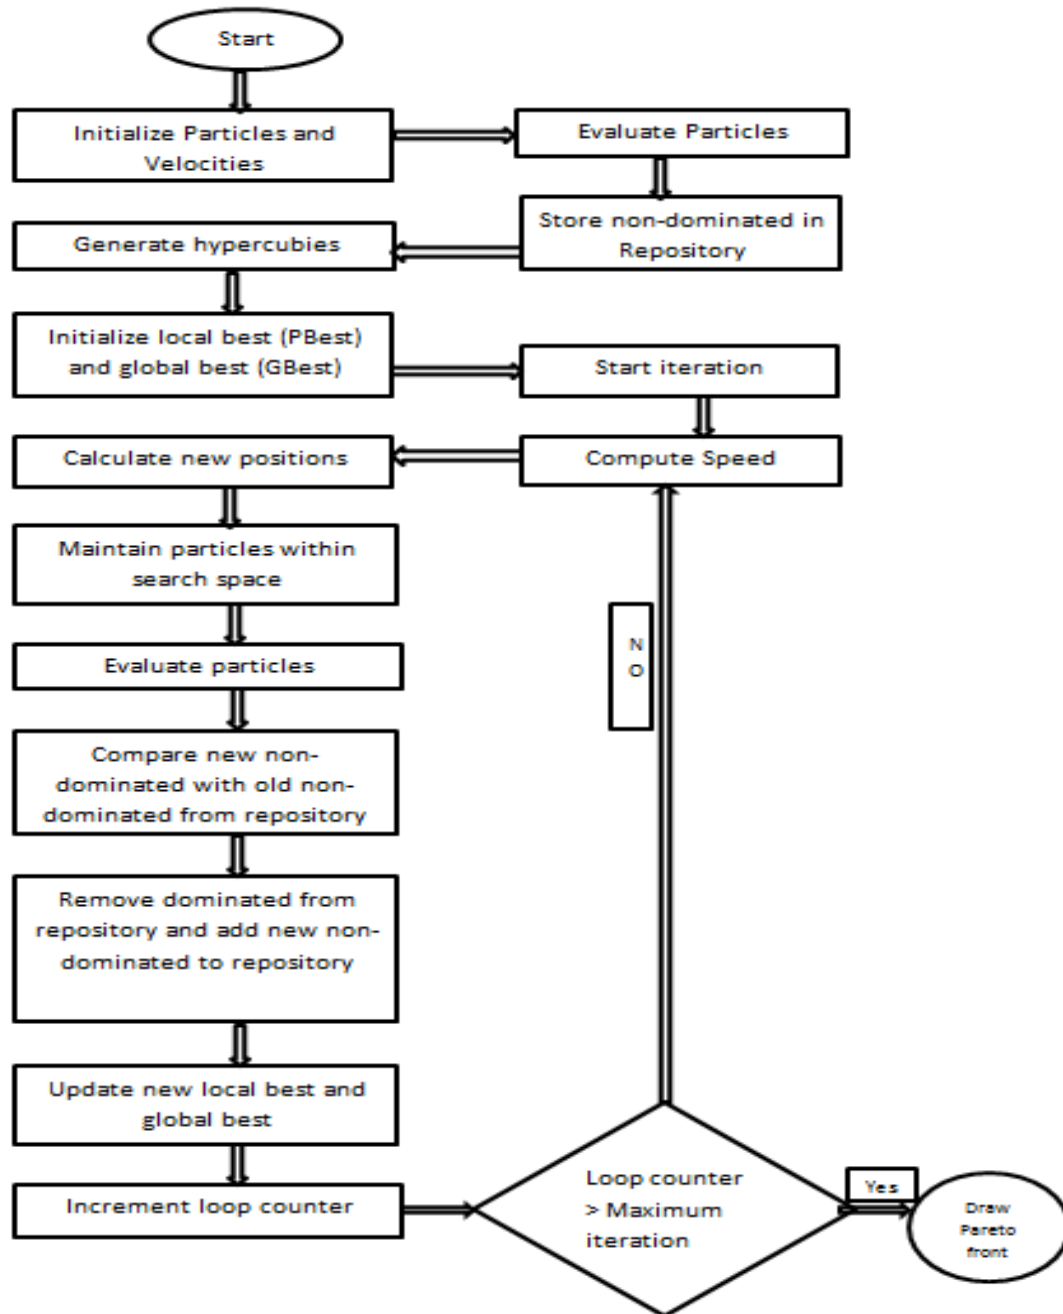 Start
Initialize Particles and
Velocities
Evaluate Particles
Store non-dominated in
Repository
Generate hypercubies
Initialize local best (PBest)
and global best (GBest)
Start iteration
Compute Speed
Calculate new positions
Maintain particles within
search space
Evaluate particles
Compare new non-
dominated with old non-
dominated from repository
Remove dominated from
repository and add new non-
dominated to repository
Update new local best and
global best
Increment loop counter
Loop counter
> Maximum
iteration
N
O
Yes
Draw
Pareto
front